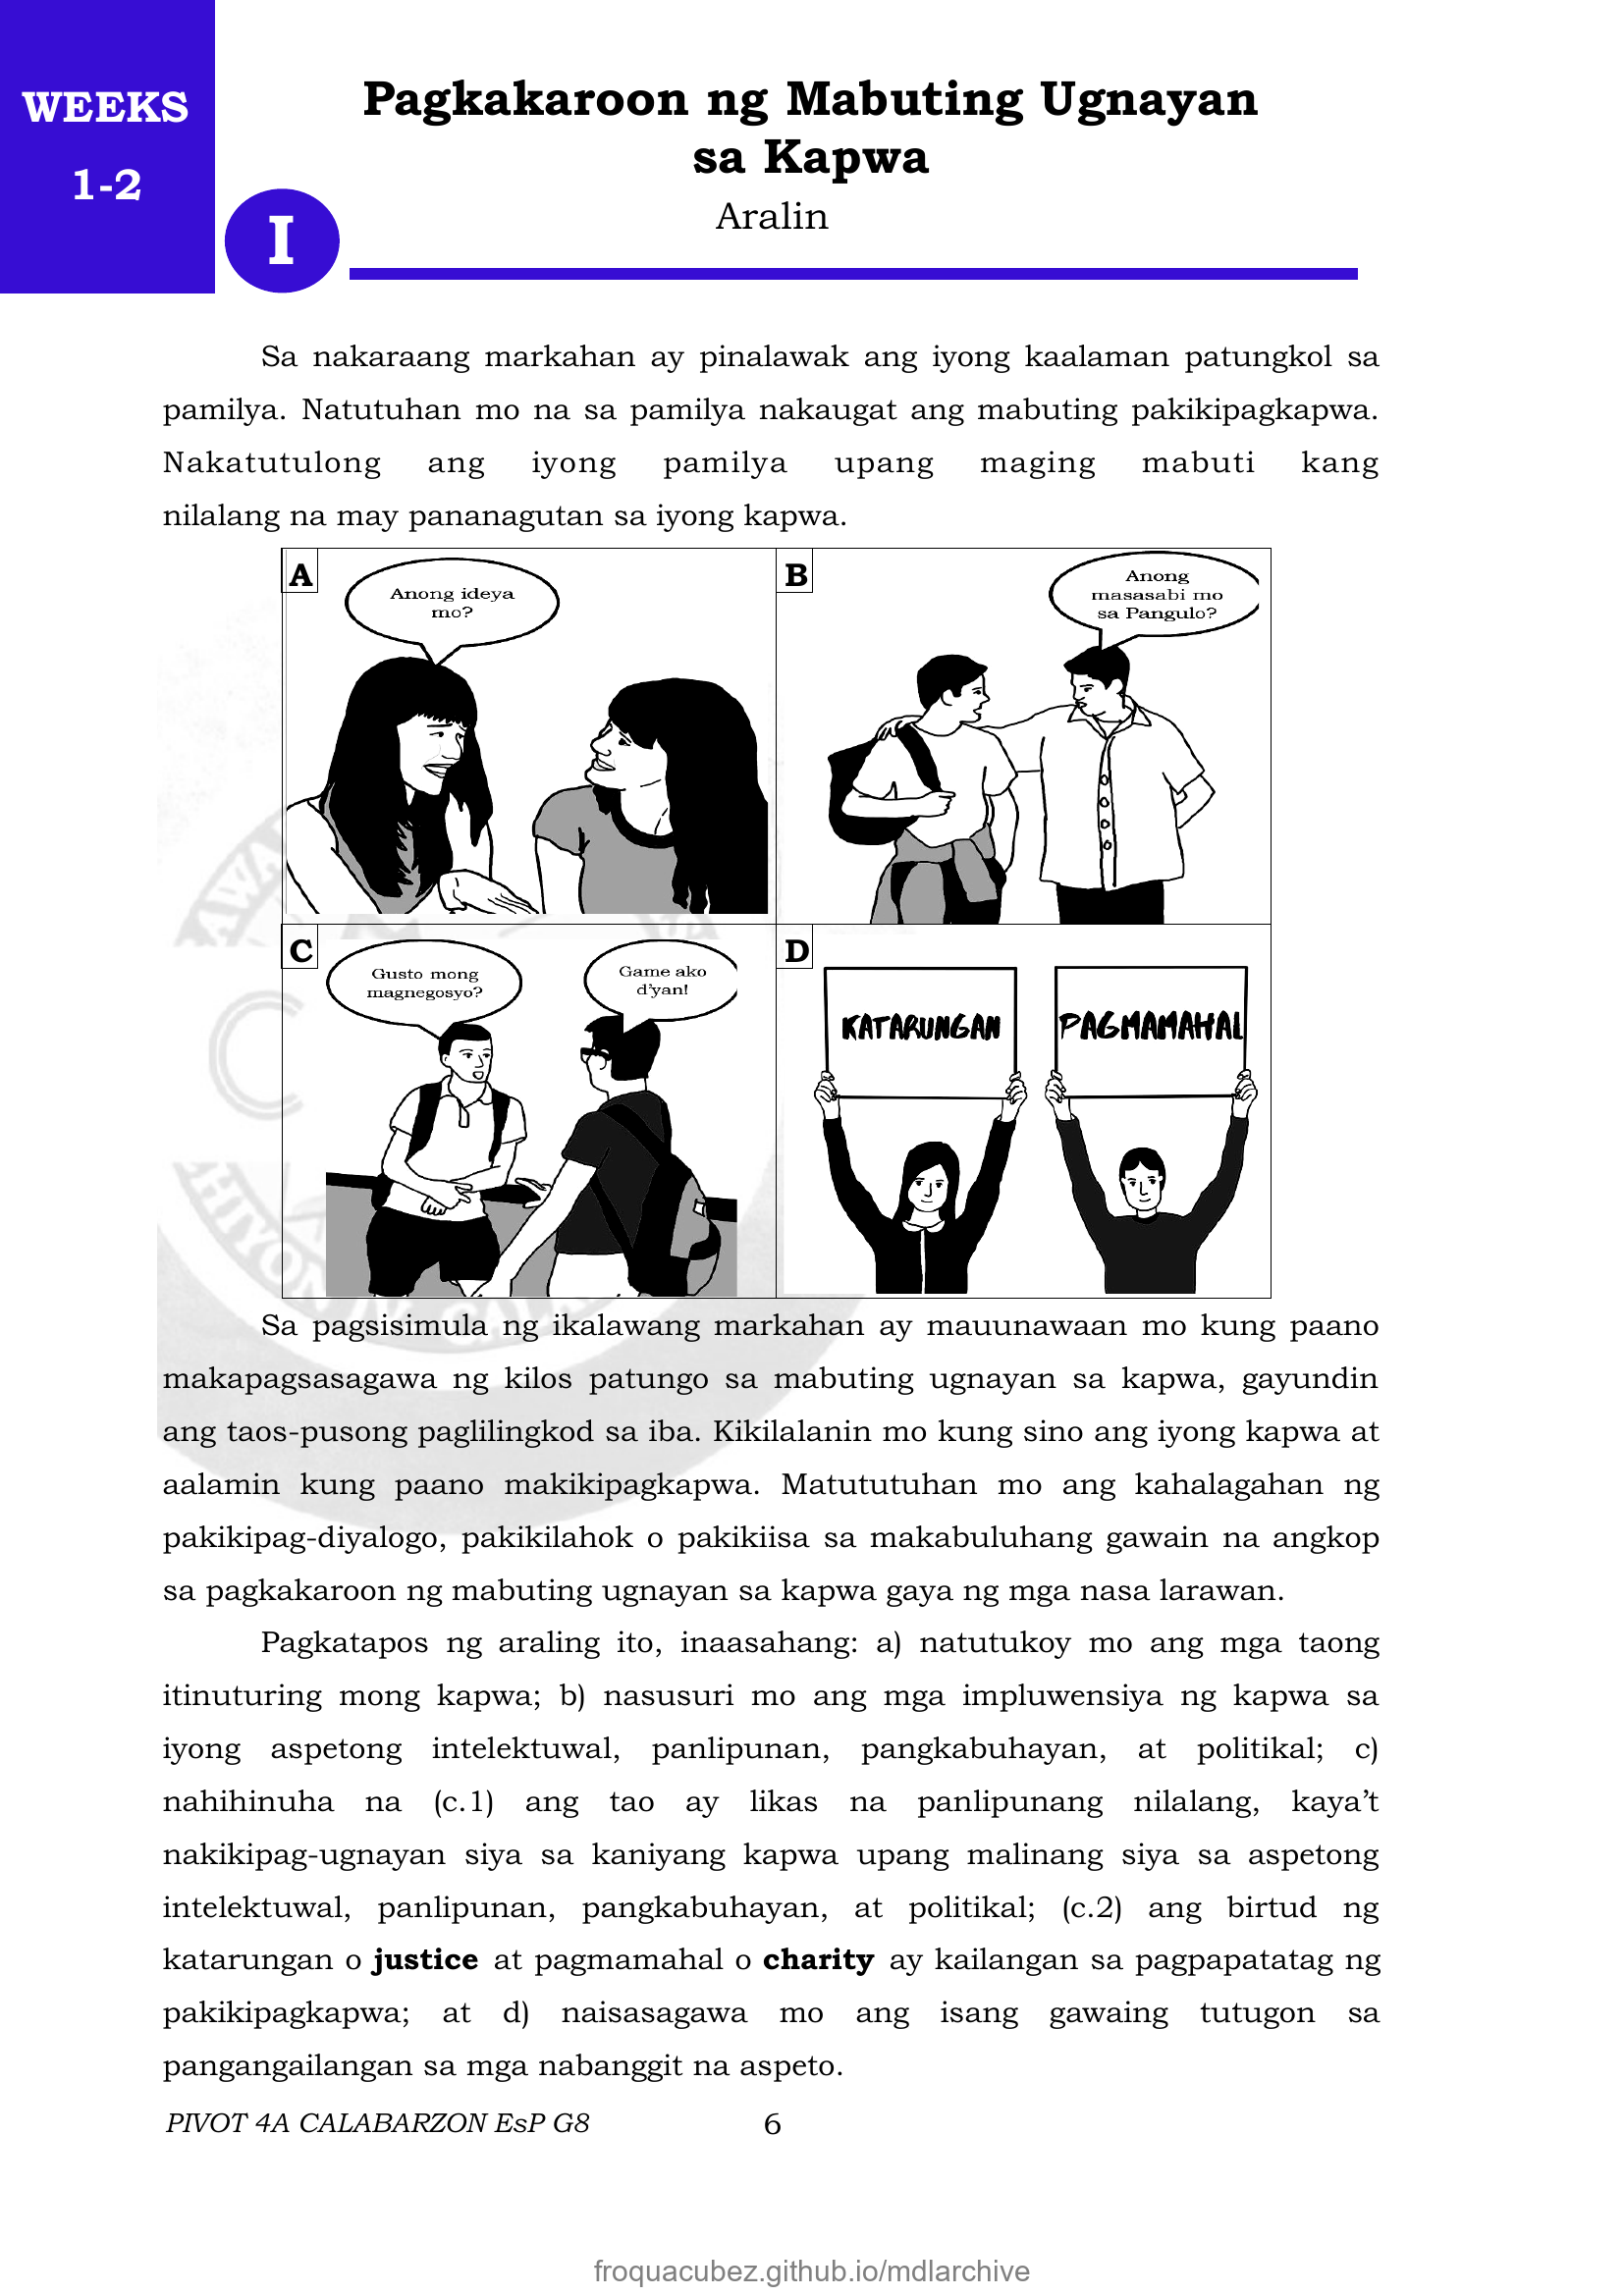 WEEKS
1-2
I
Pagkakaroon ng Mabuting Ugnayan
sa Kapwa
Aralin
Sa nakaraang markahan ay pinalawak ang iyong kaalaman patungkol sa
pamilya. Natutuhan mo na sa pamilya nakaugat ang mabuting pakikipagkapwa.
Nakatutulong ang iyong pamilya upang maging mabuti kang
nilalang na may pananagutan sa iyong kapwa.
A
Anong ideya
mo?
B
Anong
masasabi mo
sa Pangulo?
C
Gusto mong
magnegosyo?
Game ako
d'yan!
D
KATARUNGAN
PAGMAMAHAL
Sa pagsisimula ng ikalawang markahan ay mauunawaan mo kung paano
makapagsasagawa ng kilos patungo sa mabuting ugnayan sa kapwa, gayundin
ang taos-pusong paglilingkod sa iba. Kikilalanin mo kung sino ang iyong kapwa at
aalamin kung paano makikipagkapwa. Matututuhan mo ang kahalagahan ng
pakikipag-diyalogo, pakikilahok o pakikiisa sa makabuluhang gawain na angkop
sa pagkakaroon ng mabuting ugnayan sa kapwa gaya ng mga nasa larawan.
Pagkatapos ng araling ito, inaasahang: a) natutukoy mo ang mga taong
itinuturing mong kapwa; b) nasusuri mo ang mga impluwensiya ng kapwa sa
iyong aspetong intelektuwal, panlipunan, pangkabuhayan, at politikal; c)
nahihinuha na (c.1) ang tao ay likas na panlipunang nilalang, kaya't
nakikipag-ugnayan siya sa kaniyang kapwa upang malinang siya sa aspetong
intelektuwal, panlipunan, pangkabuhayan, at politikal; (c.2) ang birtud ng
katarungan o justice at pagmamahal o charity ay kailangan sa pagpapatatag ng
pakikipagkapwa; at d) naisasagawa mo ang isang gawaing tutugon sa
pangangailangan sa mga nabanggit na aspeto.
PIVOT 4A CALABARZON EsP G8
6
froquacubez.github.io/mdlarchive